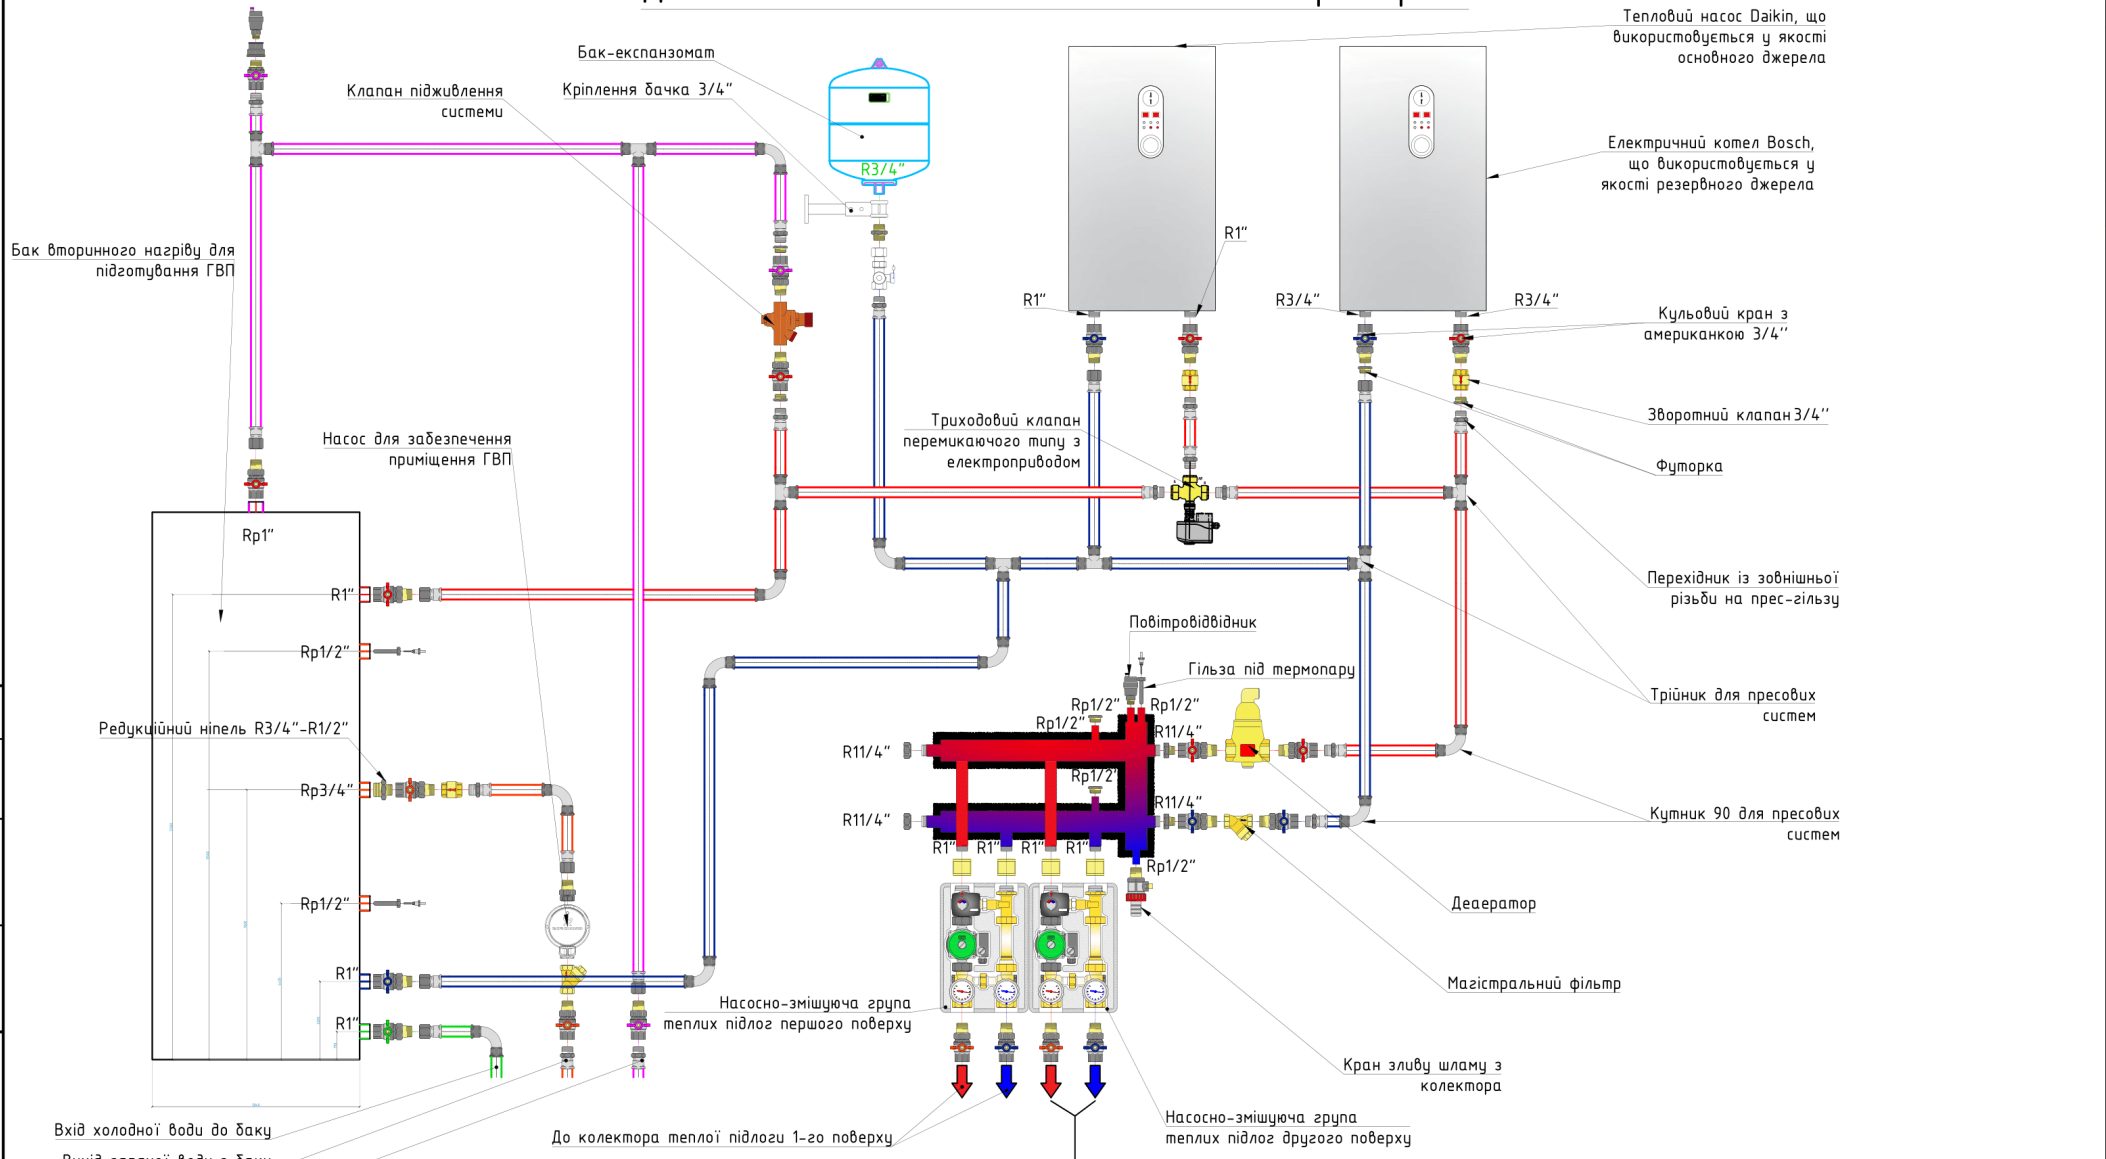 Тепловий насос Daikin, що
використовується у якості
основного джерела
Бак-експанзомат
Клапан підживлення
системи
Кріплення бачка 3/4"
R3/4"
Електричний котел Bosch,
що використовується у
якості резервного джерела
Бак вторинного нагріву для
підготування ГВП
R1"
R1"
R3/4"
R3/4"
Кульовий кран з
американкою 3/4''
Триходовий клапан
перемикаючого типу з
електроприводом
Зворотний клапан 3/4''
Насос для забезпечення
приміщення ГВП
Футорка
Rp1"
R1"
Перехідник із зовнішньої
різьби на прес-гільзу
Повітровідвідник
Rp1/2"
Гільза під термопару
Трійник для пресових
систем
Rp1/2"
Rp1/2"
Rp1/2"
R11/4"
Редукційний ніпель R3/4"-R1/2"
R11/4"
Rp1/2"
Rp3/4"
R11/4"
R11/4"
Кутник 90 для пресових
систем
R1"
R1"
R1"
R1"
Rp1/2"
Rp1/2"
Деаератор
R1"
Магістральний фільтр
Насосно-змішуюча група
теплих підлог першого поверху
R1"
Кран зливу шламу з
колектора
Насосно-змішуюча група
теплих підлог другого поверху
Вхід холодної води до баку
До колектора теплої підлоги 1-го поверху